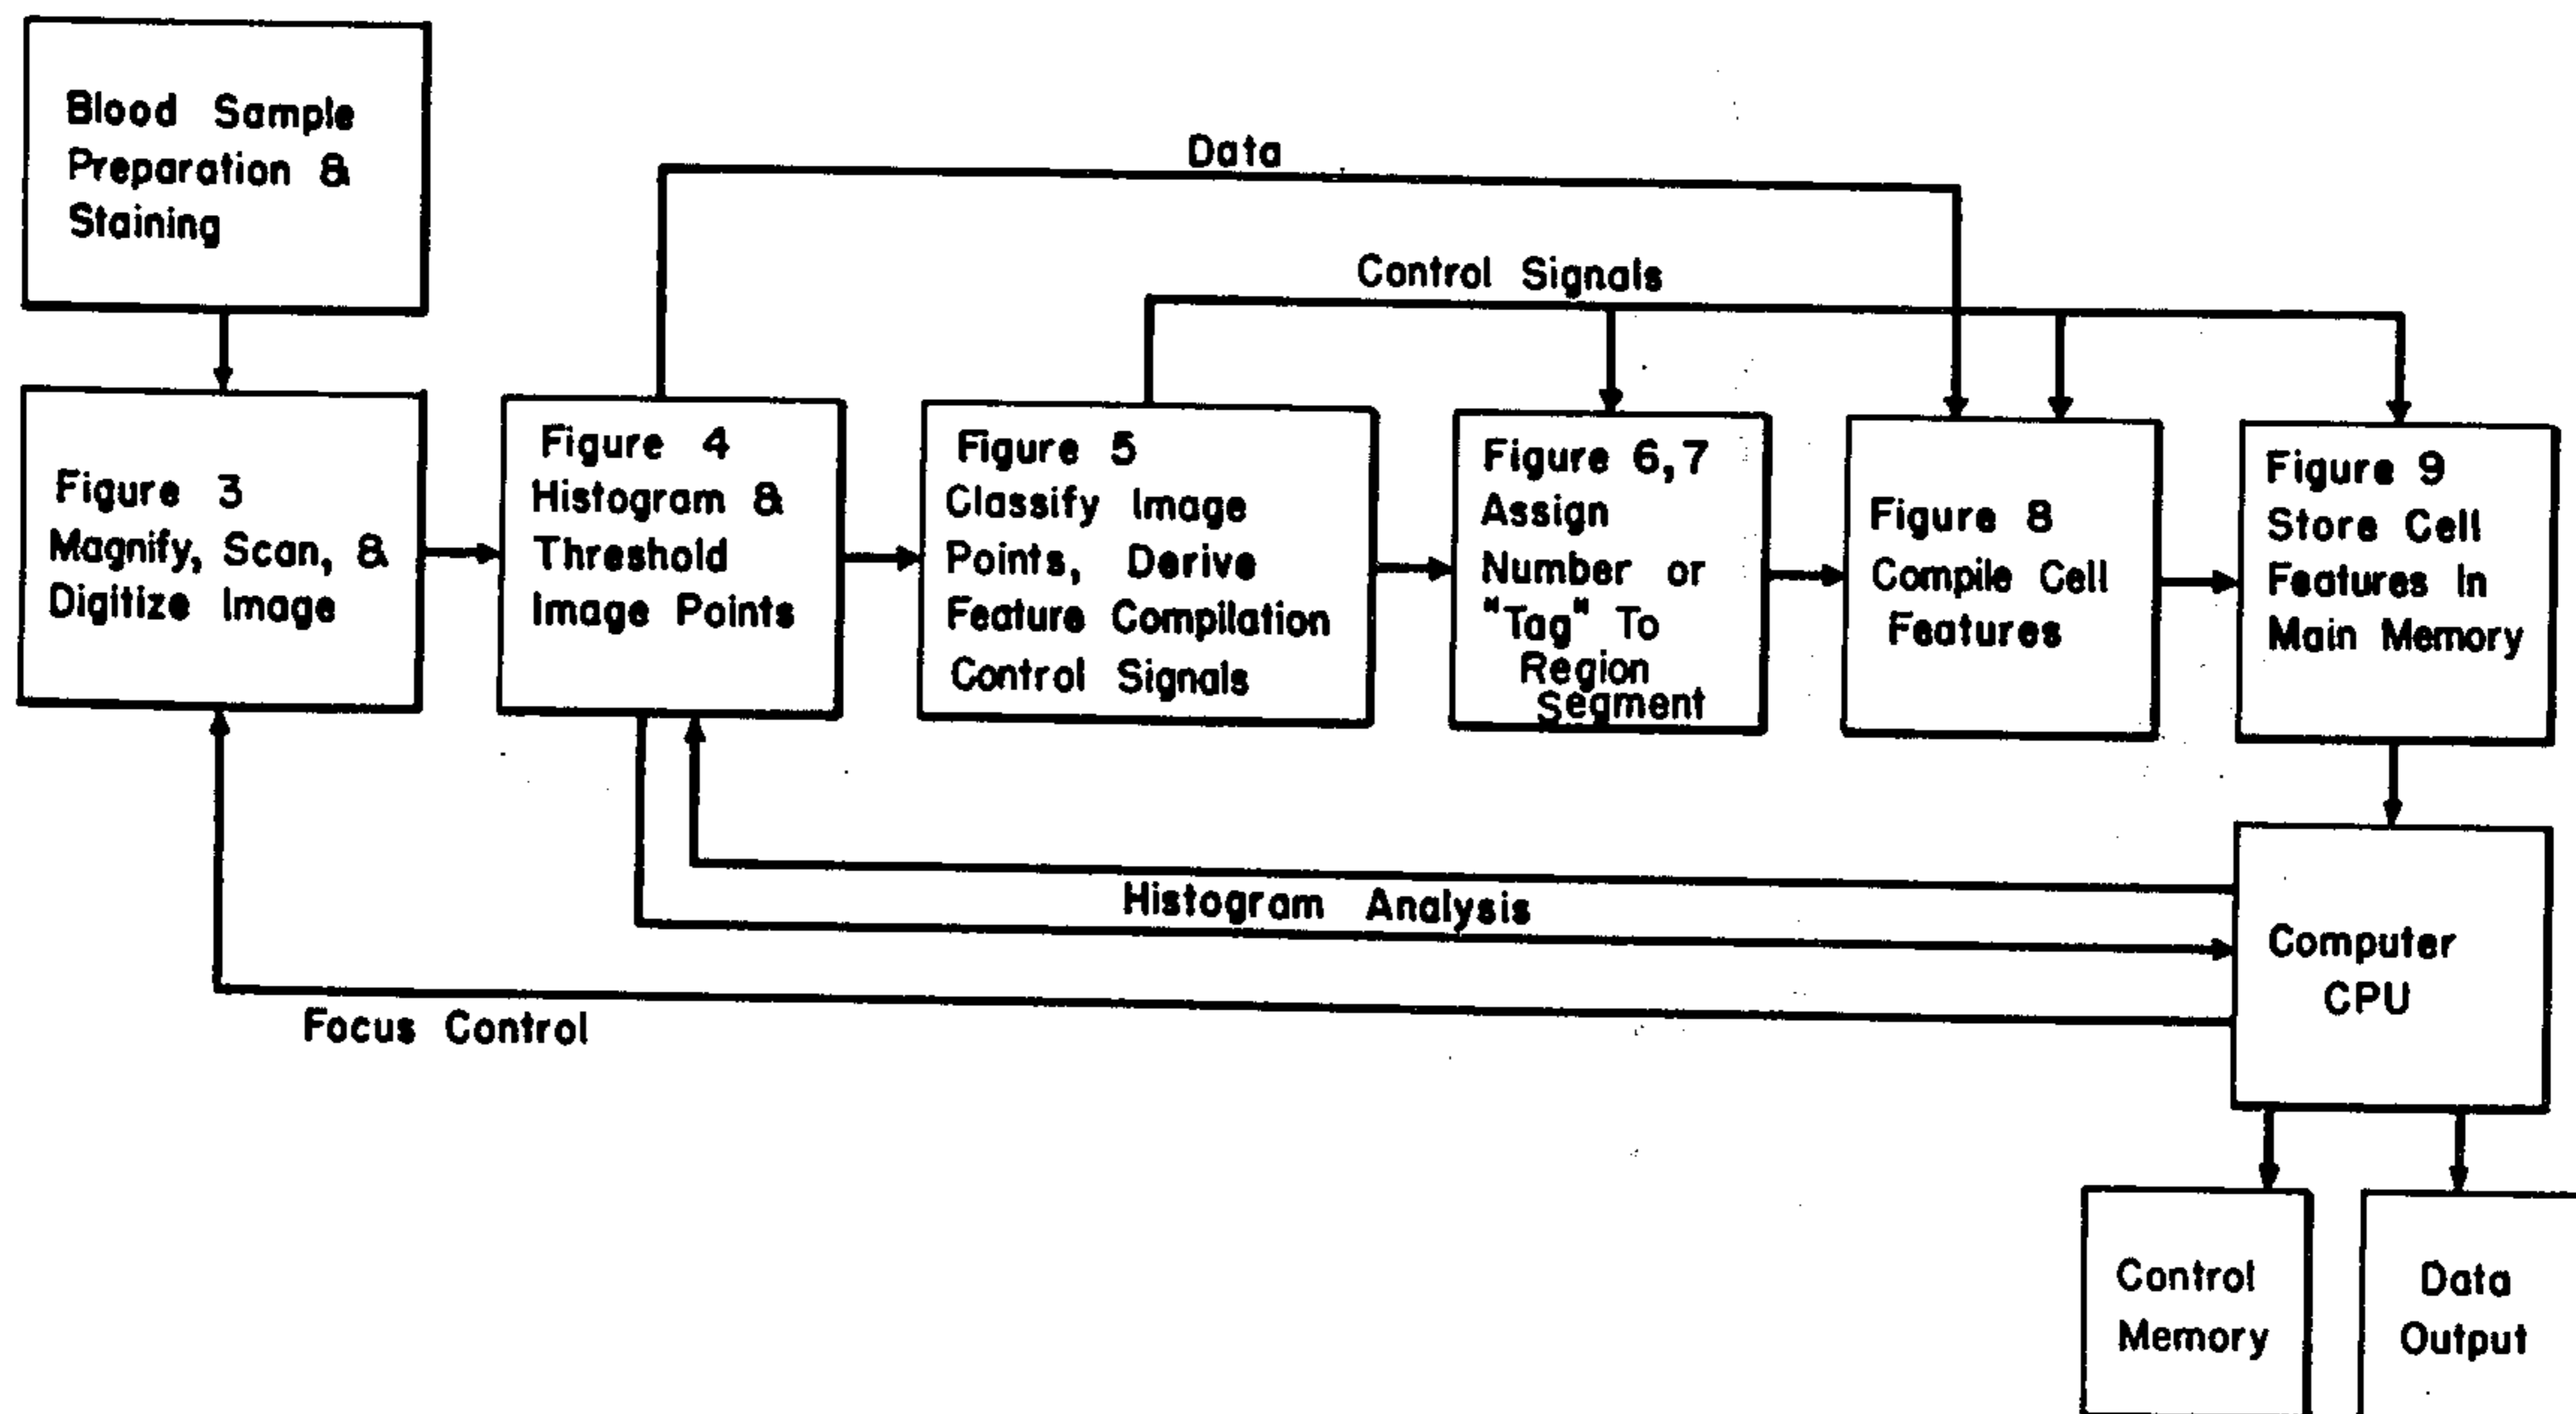 Blood Sample
Preparation &
Staining
Data
Control Signals
Figure 3
Magnify, Scan, &
Digitize Image
Figure 4
Histogram &
Threshold
Image Points
Figure 5
Classify Image
Points, Derive
Feature Compilation
Control Signals
Figure 6,7
Assign
Number or
"Tag" To
Region
Segment
Figure 8
Compile Cell
Features
Figure 9
Store Cell
Features In
Main Memory
Histogram Analysis
Focus Control
Computer
CPU
Control
Memory
Data
Output